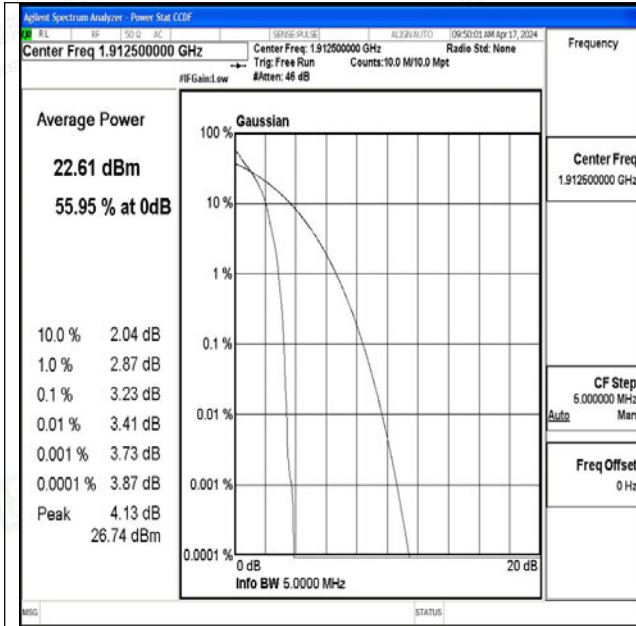 Agilent Spectrum Analyzer - Power Stat CCDF
RL RF 50 Ω AC SENSE:PULSE ALIGNAUTO 09:50:01 AM Apr 17, 2024
Center Freq 1.912500000 GHz
Center Freq: 1.912500000 GHz Radio Std: None
Trig: Free Run Counts:10.0 M/10.0 Mpt
#IFGain:Low #Atten: 46 dB
Frequency
Average Power
22.61 dBm
55.95 % at 0dB
10.0 % 2.04 dB
1.0 % 2.87 dB
0.1 % 3.23 dB
0.01 % 3.41 dB
0.001 % 3.73 dB
0.0001 % 3.87 dB
Peak 4.13 dB
26.74 dBm
Gaussian
100 %
10 %
1 %
0.1 %
0.01 %
0.001 %
0.0001 %
0 dB 20 dB
Info BW 5.0000 MHz
Center Freq
1.912500000 GHz
CF Step
5.000000 MHz
Auto Man
Freq Offset
0 Hz
MSG STATUS